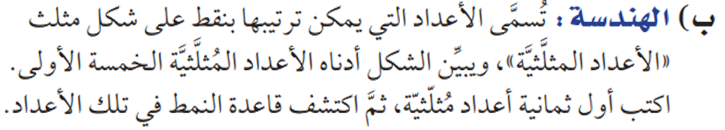 ب) الهندسة: تُسمَّى الأعداد التي يمكن ترتيبها بنقط على شكل مثلث
«الأعداد المثلَّثيَّة»، ويبيِّن الشكل أدناه الأعداد المُثلَّثيَّة الخمسة الأولى.
اكتب أول ثمانية أعداد مُثلّثيّة، ثمَّ اكتشف قاعدة النمط في تلك الأعداد.